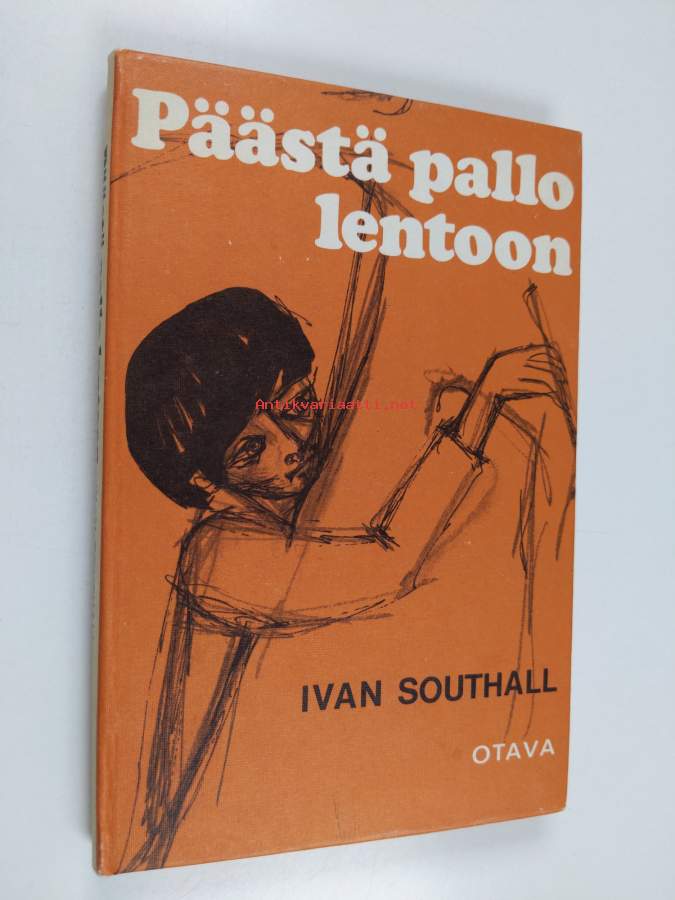 Päästä pallo
lentoon
Antikvariaatti.net
IVAN SOUTHALL
OTAVA